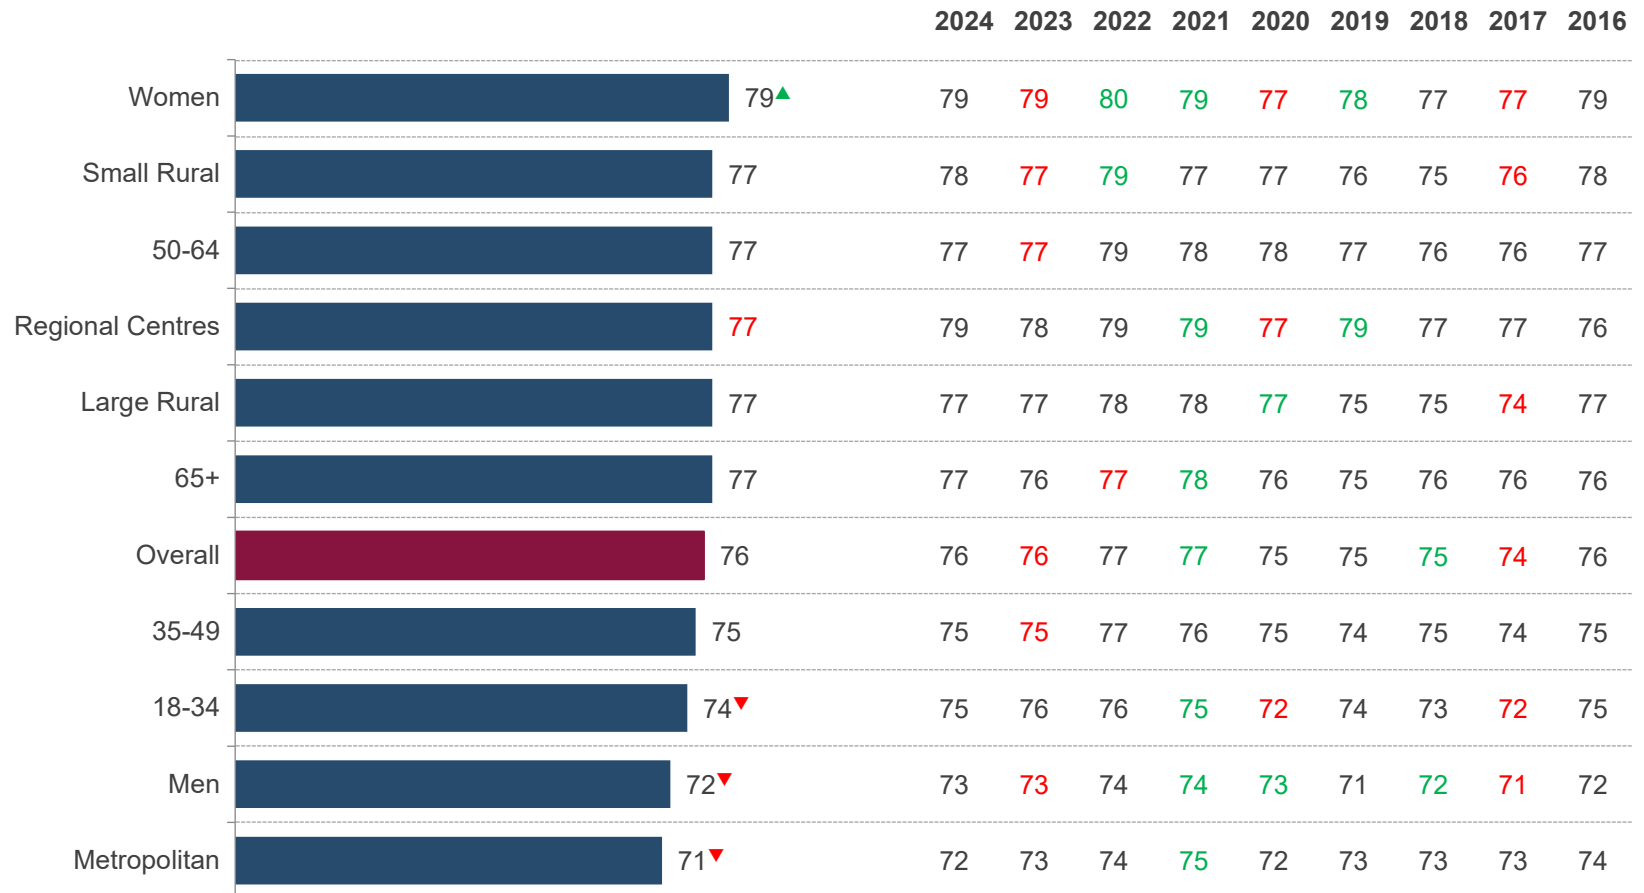 2024 2023 2022 2021 2020 2019 2018 2017 2016
Women 79 79 79 80 79 77 78 77 77 79
Small Rural 77 78 77 79 77 77 76 75 76 78
50-64 77 77 77 79 78 78 77 76 76 77
Regional Centres 77 79 78 79 79 77 79 77 77 76
Large Rural 77 77 77 78 78 77 75 75 74 77
65+ 77 77 76 77 78 76 75 76 76 76
Overall 76 76 76 77 77 75 75 75 74 76
35-49 75 75 75 77 76 75 74 75 74 75
18-34 74 75 76 76 75 72 74 73 72 75
Men 72 73 73 74 74 73 71 72 71 72
Metropolitan 71 72 73 74 75 72 73 73 73 74